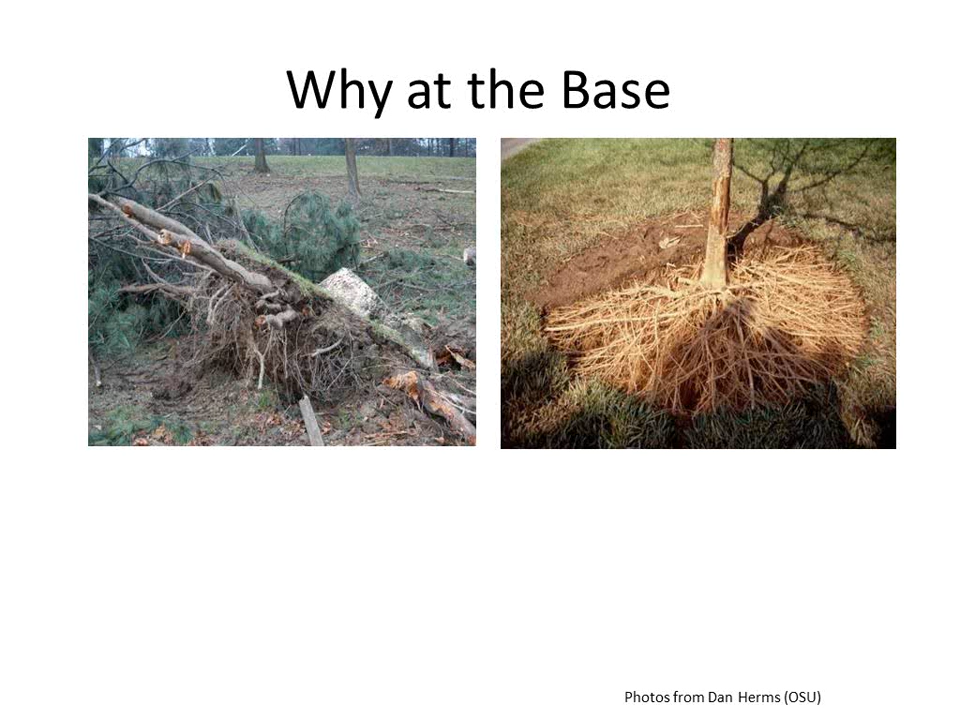 Why at the Base
Photos from Dan Herms (OSU)